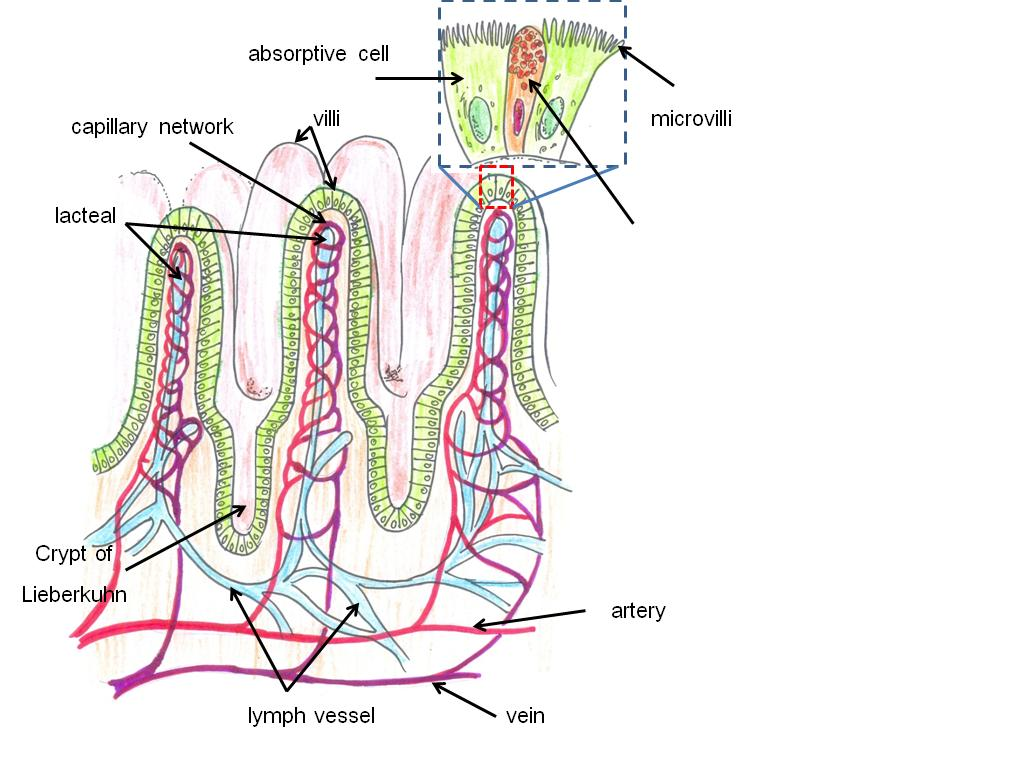 absorptive cell
microvilli
villi
capillary network
lacteal
Crypt of
Lieberkuhn
artery
lymph vessel
vein